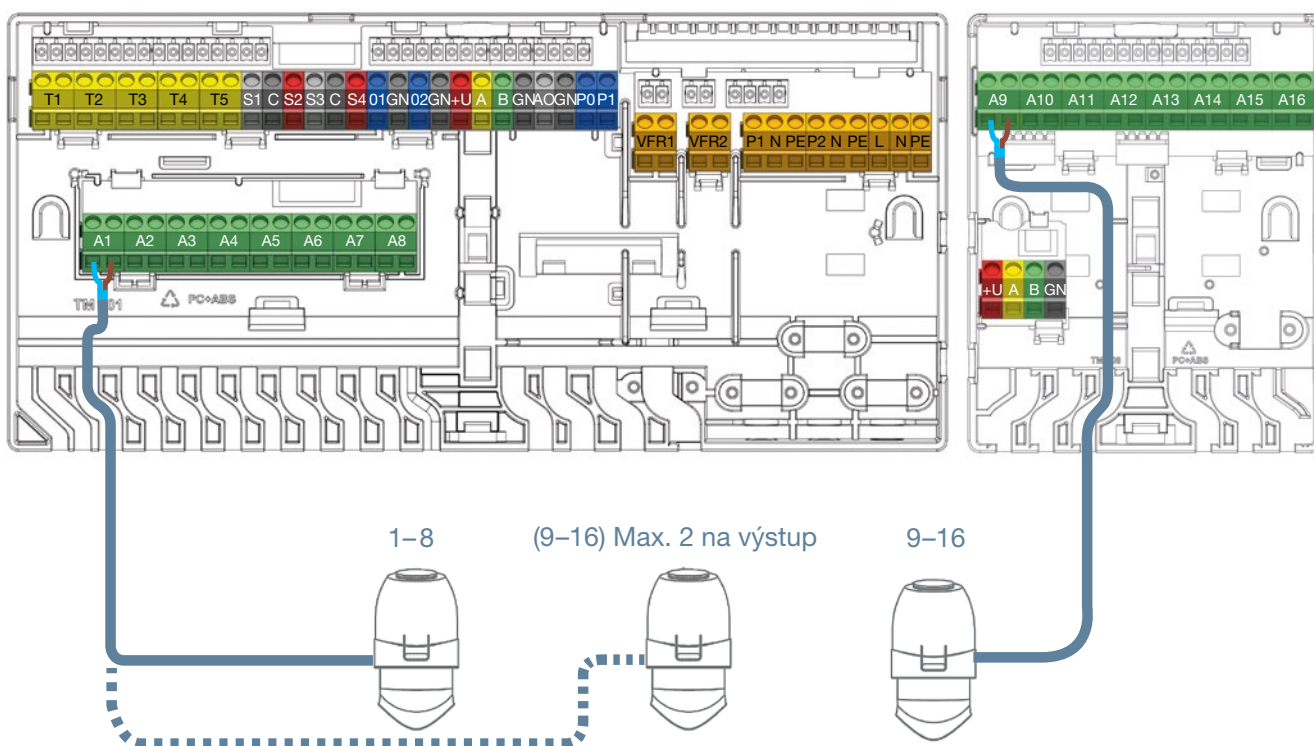 T1 T2 T3 T4 T5 S1 C S2 S3 C S4 01 GN 02 GN +U A B GN AO GN P0 P1
VFR1 VFR2 P1 N PE P2 N PE L N PE
A1 A2 A3 A4 A5 A6 A7 A8
PC+ABS
A9 A10 A11 A12 A13 A14 A15 A16
+U A B GN
PC+ABS
1–8
(9–16) Max. 2 na výstup
9–16